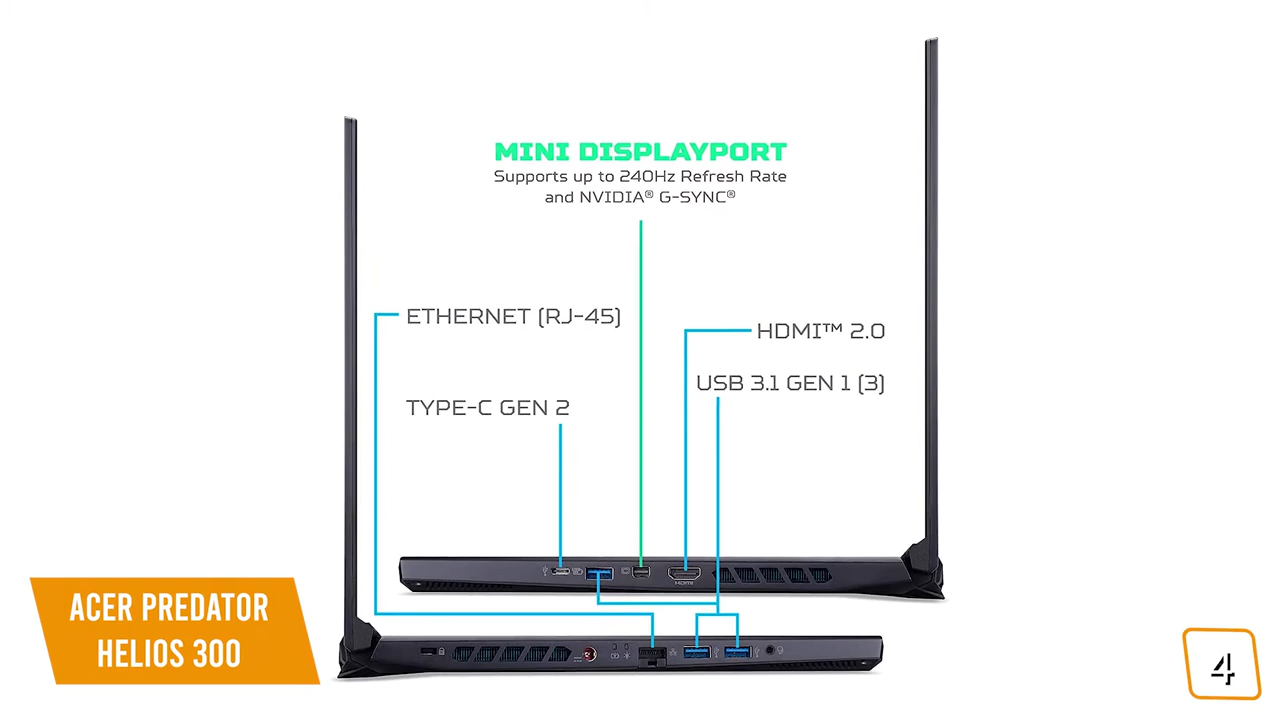 MINI DISPLAYPORT
Supports up to 240Hz Refresh Rate
and NVIDIA® G-SYNC®
ETHERNET (RJ-45)
HDMI™ 2.0
USB 3.1 GEN 1 (3)
TYPE-C GEN 2
HDMI
ACER PREDATOR
HELIOS 300
4